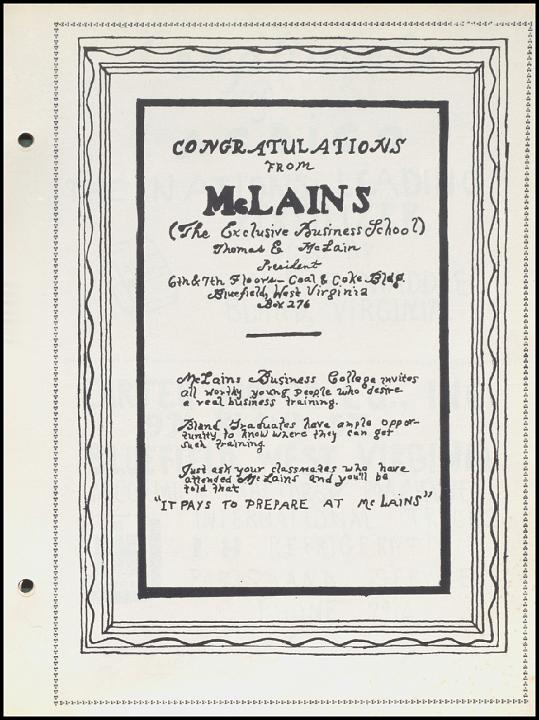 CONGRATULATIONS
FROM
McLAINS
(The Exclusive Business School)
Thomas E McLain
President
6th & 7th Floors - Coal & Coke Bldg.
Bluefield, West Virginia
Box 276
McLains Business College invites
all worthy young people who desire
a real business training.
Bland Graduates have ample oppor-
tunity to know where they can get
such training
Just ask your classmates who have
attended McLains and you'll be
told that
"IT PAYS TO PREPARE AT McLAINS"